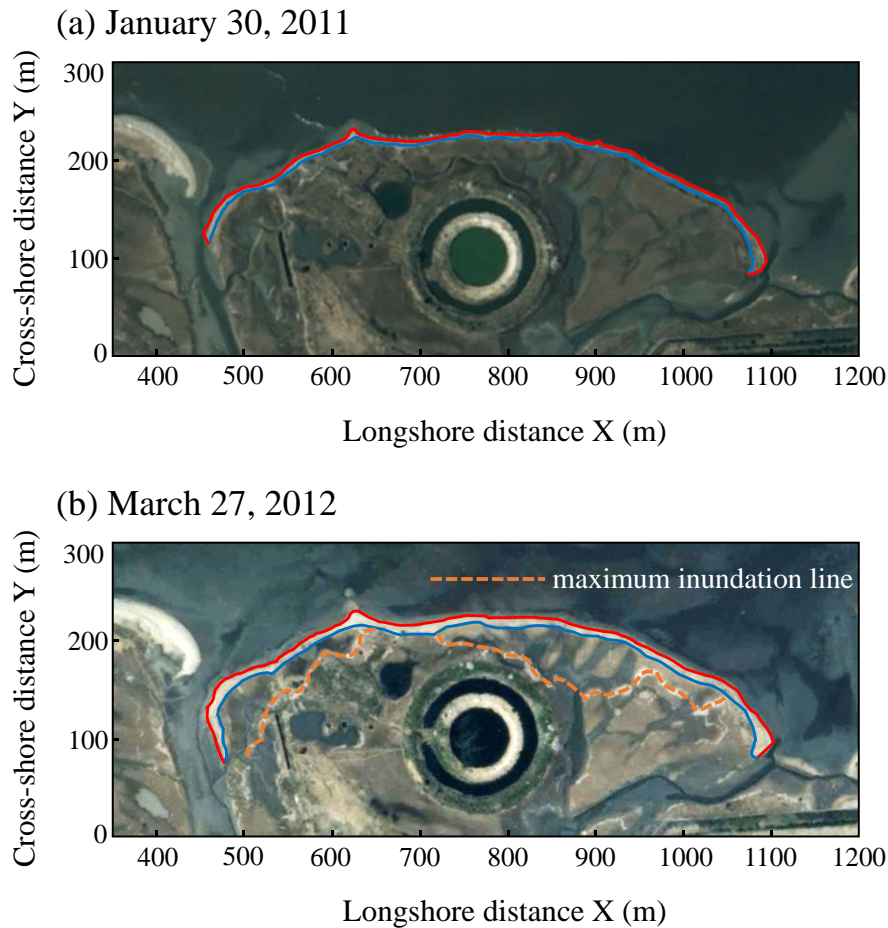 (a) January 30, 2011
Cross-shore distance Y (m)
300
200
100
0
400 500 600 700 800 900 1000 1100 1200
Longshore distance X (m)
(b) March 27, 2012
Cross-shore distance Y (m)
300
200
100
0
maximum inundation line
400 500 600 700 800 900 1000 1100 1200
Longshore distance X (m)